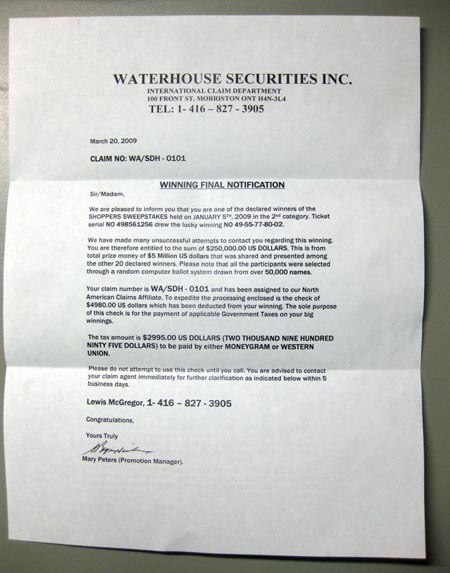 WATERHOUSE SECURITIES INC.
INTERNATIONAL CLAIM DEPARTMENT
100 FRONT ST, MORRISTON ONT H4N-3L4
TEL: 1- 416 – 827 - 3905
March 20, 2009
CLAIM NO: WA/SDH - 0101
WINNING FINAL NOTIFICATION
Sir/Madam,
We are pleased to inform you that you are one of the declared winners of the
SHOPPERS SWEEPSTAKES held on JANUARY 5TH, 2009 in the 2nd category. Ticket
serial NO 498561256 drew the lucky winning NO 49-55-77-80-02.
We have made many unsuccessful attempts to contact you regarding this winning.
You are therefore entitled to the sum of $250,000.00 US DOLLARS. This is from
total prize money of $5 Million US dollars that was shared and presented among
the other 20 declared winners. Please note that all the participants were selected
through a random computer ballot system drawn from over 50,000 names.
Your claim number is WA/SDH - 0101 and has been assigned to our North
American Claims Affiliate. To expedite the processing enclosed is the check of
$4980.00 US dollars which has been deducted from your winning. The sole purpose
of this check is for the payment of applicable Government Taxes on your big
winnings.
The tax amount is $2995.00 US DOLLARS (TWO THOUSAND NINE HUNDRED
NINTY FIVE DOLLARS) to be paid by either MONEYGRAM or WESTERN
UNION.
Please do not attempt to use this check until you call. You are advised to contact
your claim agent immediately for further clarification as indicated below within 5
business days.
Lewis McGregor, 1- 416 – 827 - 3905
Congratulations,
Yours Truly
Mary Peters (Promotion Manager).